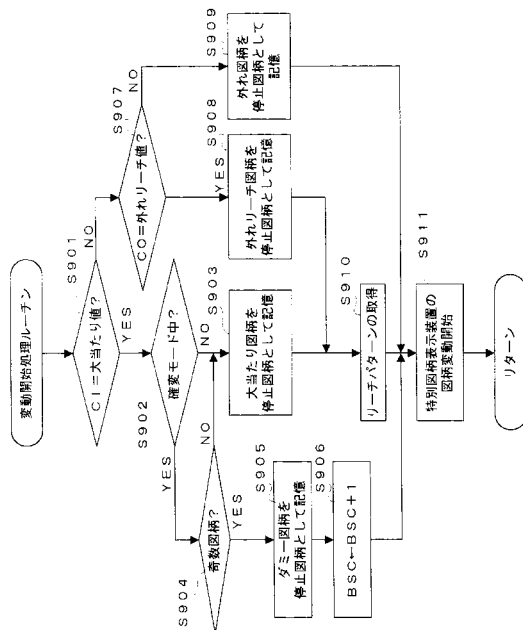 変動開始処理ルーチン
S901
C1=大当たり値?
NO
YES
S902
確変モード中?
YES
NO
S907
CO=外れリーチ値?
NO
YES
S904
奇数図柄?
NO
YES
S903
大当たり図柄を
停止図柄として記憶
S908
外れリーチ図柄を
停止図柄として記憶
S909
外れ図柄を
停止図柄として
記憶
S905
ダミー図柄を
停止図柄として記憶
S906
BSC←BSC+1
S910
リーチパターンの取得
S911
特別図柄表示装置の
図柄変動開始
リターン